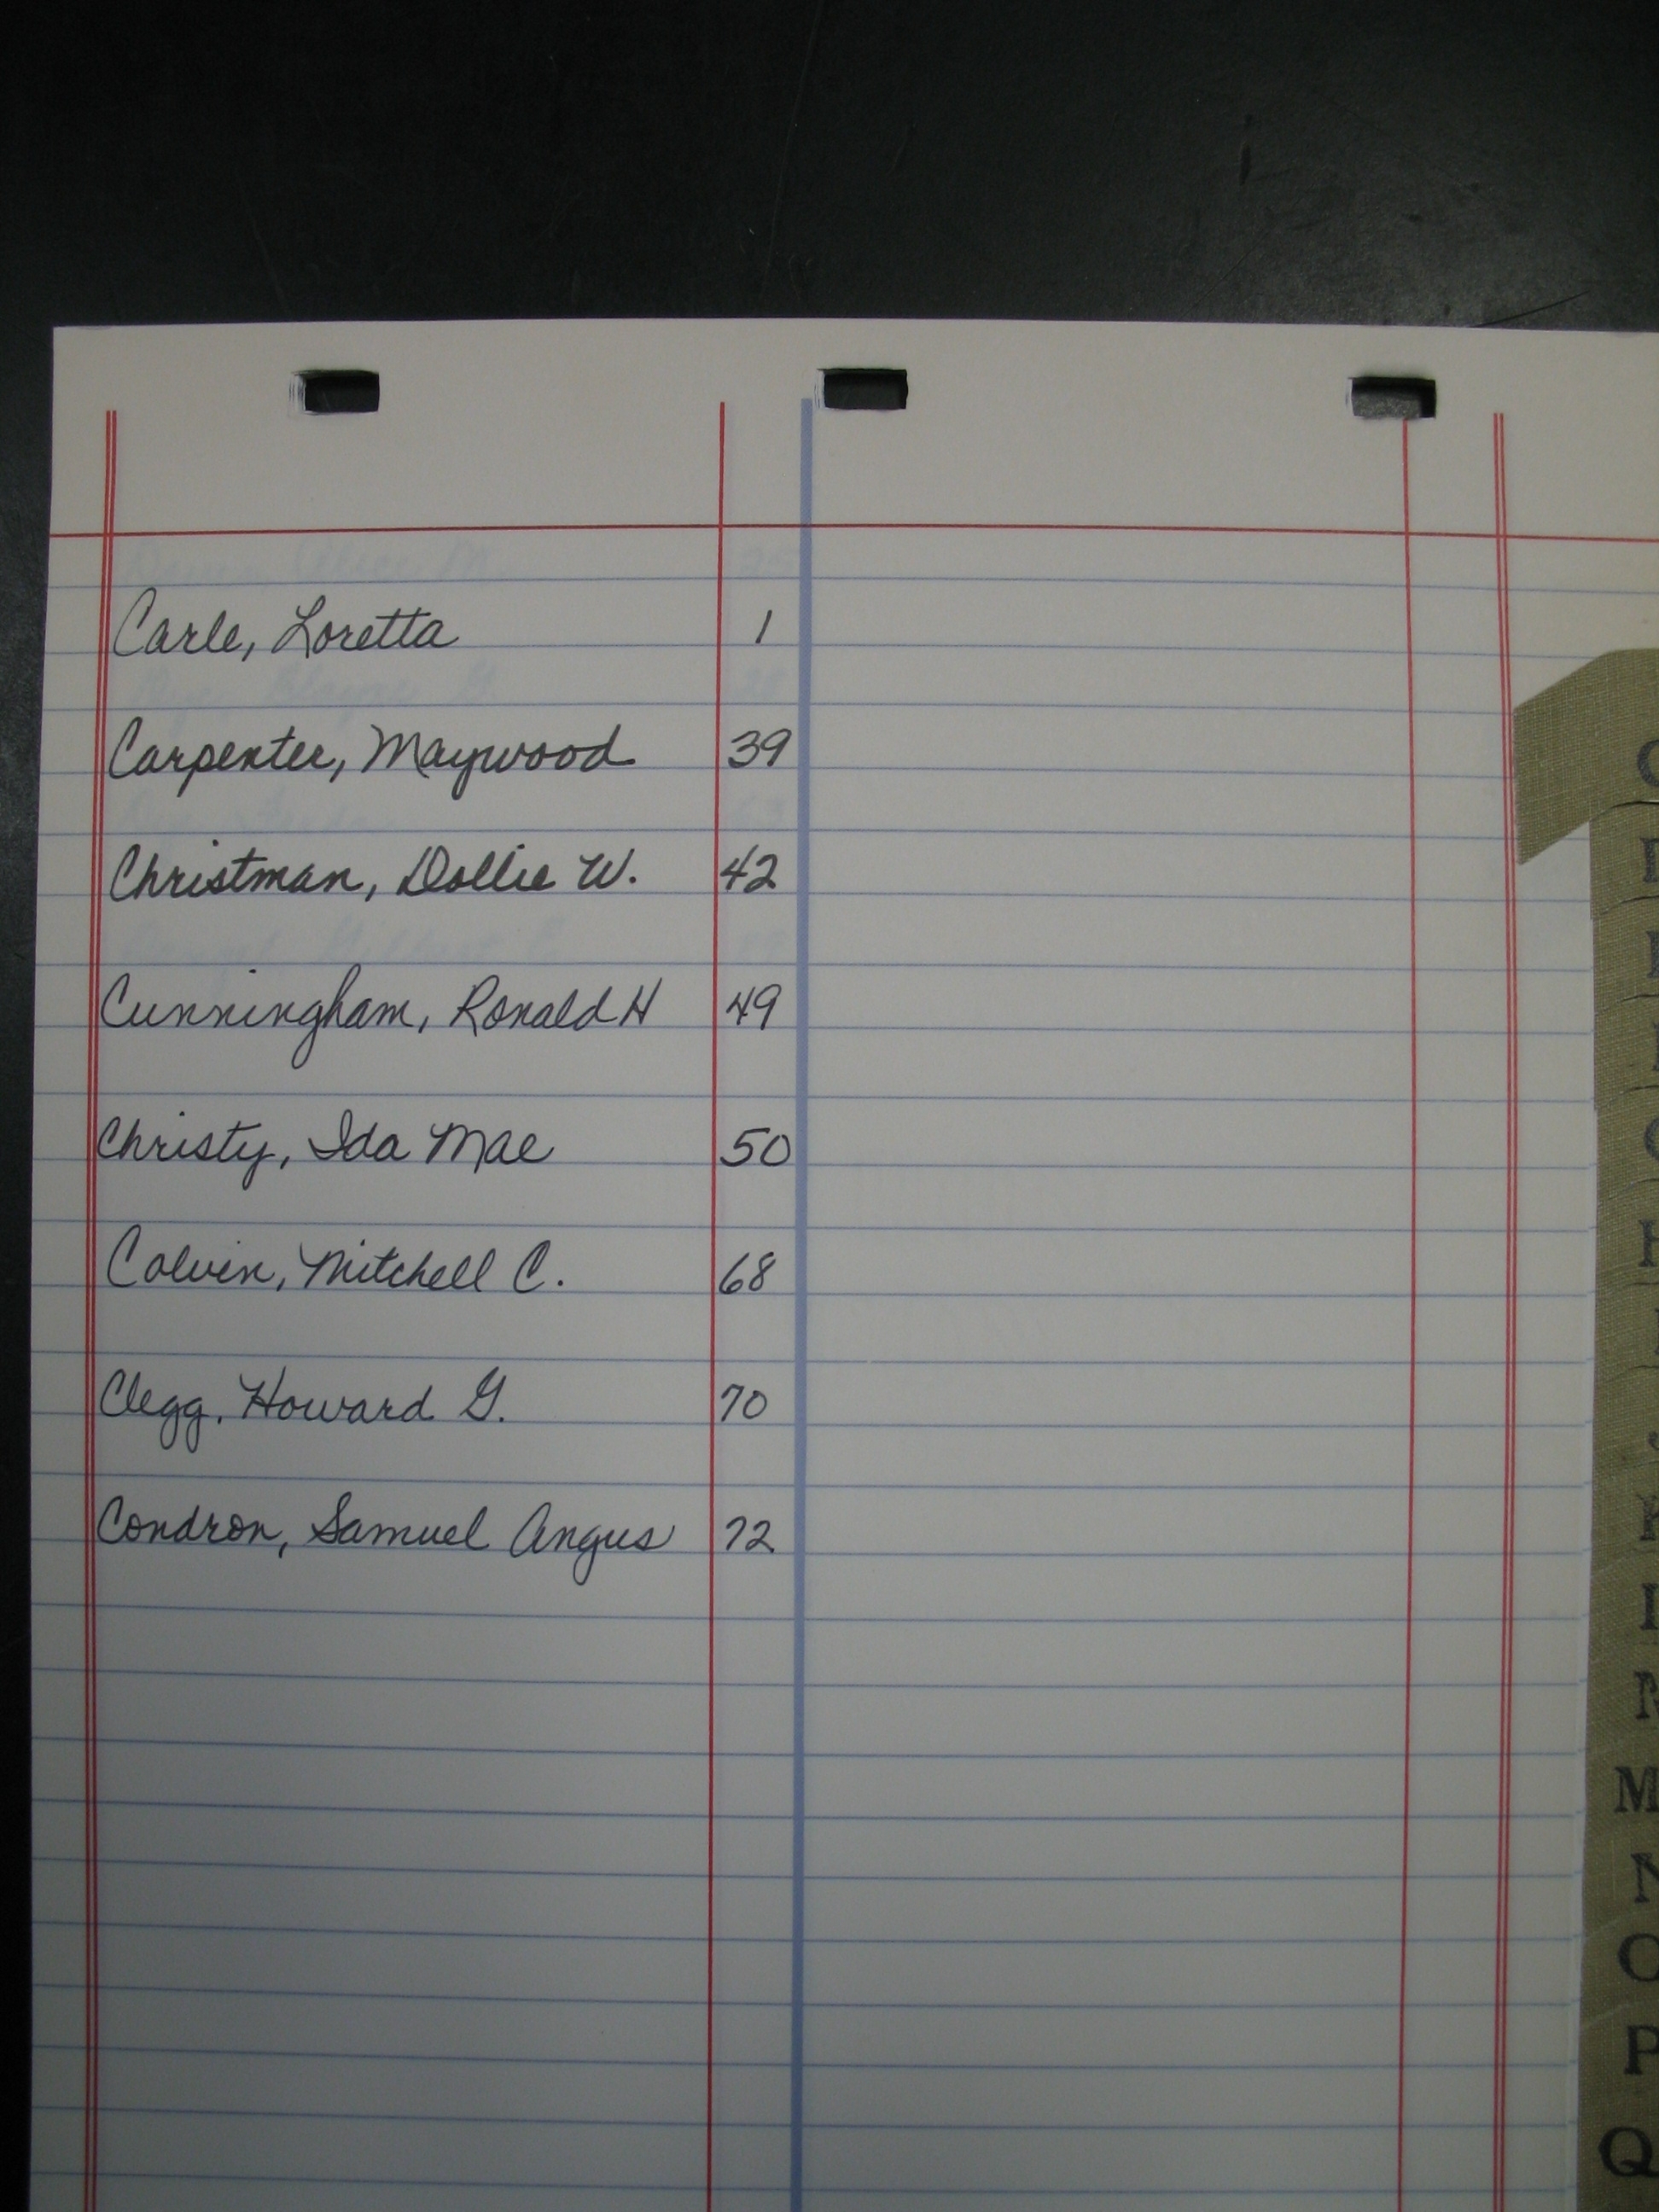 Carle, Loretta 1
Carpenter, Maywood 39
Christman, Dollie W. 42
Cunningham, Ronald H 49
Christy, Ida Mae 50
Colvin, Mitchell C. 68
Clegg, Howard G. 70
Condron, Samuel Angus 72
M
N
O
P
Q